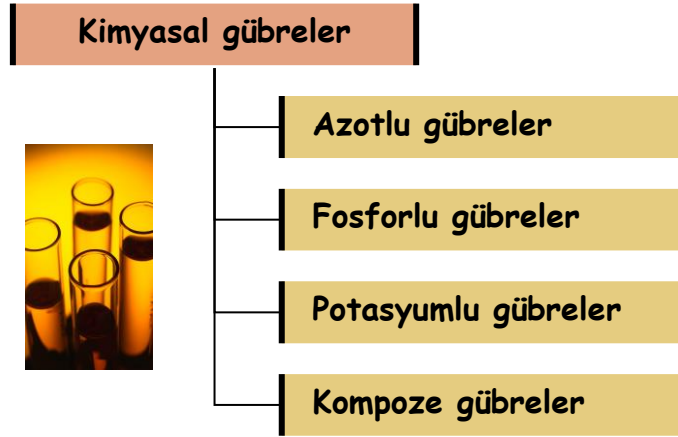 Kimyasal gübreler
Azotlu gübreler
Fosforlu gübreler
Potasyumlu gübreler
Kompoze gübreler